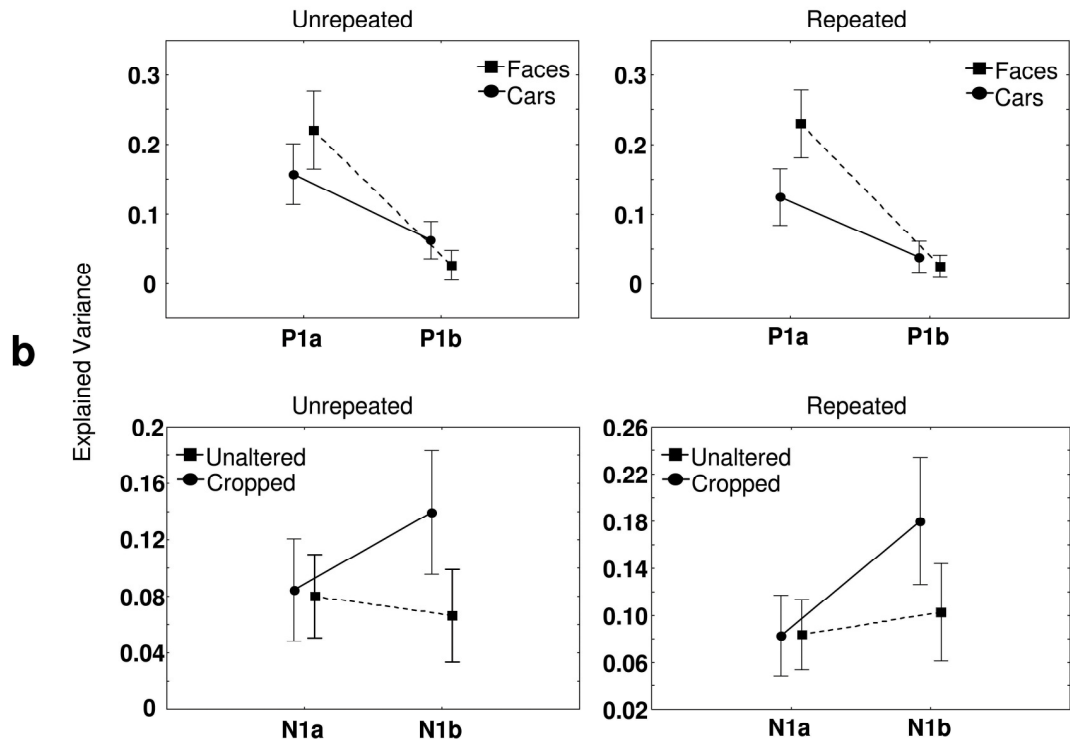 Unrepeated
Faces
Cars
0.3
0.2
0.1
0
P1a P1b
Repeated
Faces
Cars
0.3
0.2
0.1
0
P1a P1b
b
Explained Variance
Unrepeated
Unaltered
Cropped
0.2
0.16
0.12
0.08
0.04
0
N1a N1b
Repeated
Unaltered
Cropped
0.26
0.22
0.18
0.14
0.10
0.06
0.02
N1a N1b